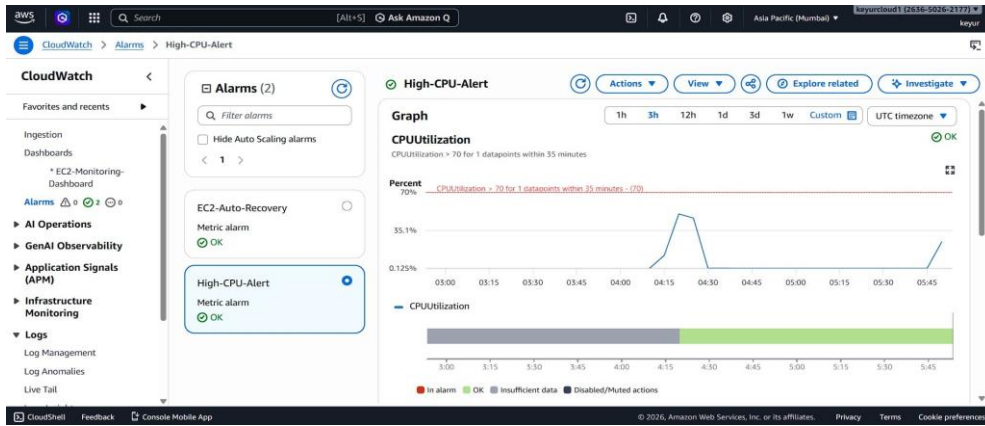 aws
Search
[Alt+S]
Ask Amazon Q
Asia Pacific (Mumbai)
keyurcloud1 (2636-5026-2177)
keyur
CloudWatch > Alarms > High-CPU-Alert
CloudWatch
Favorites and recents
Ingestion
Dashboards
* EC2-Monitoring-
Dashboard
Alarms 0 2 0
AI Operations
GenAI Observability
Application Signals
(APM)
Infrastructure
Monitoring
Logs
Log Management
Log Anomalies
Live Tail
Alarms (2)
Filter alarms
Hide Auto Scaling alarms
< 1 >
EC2-Auto-Recovery
Metric alarm
OK
High-CPU-Alert
Metric alarm
OK
High-CPU-Alert
Actions
View
Explore related
Investigate
Graph
1h 3h 12h 1d 3d 1w Custom
UTC timezone
CPUUtilization
OK
CPUUtilization > 70 for 1 datapoints within 35 minutes
Percent
70%
CPUUtilization > 70 for 1 datapoints within 35 minutes - (70)
35.1%
0.125%
03:00 03:15 03:30 03:45 04:00 04:15 04:30 04:45 05:00 05:15 05:30 05:45
CPUUtilization
3:00 3:15 3:30 3:45 4:00 4:15 4:30 4:45 5:00 5:15 5:30 5:45
In alarm OK Insufficient data Disabled/Muted actions
CloudShell Feedback Console Mobile App
© 2026, Amazon Web Services, Inc. or its affiliates. Privacy Terms Cookie preferences